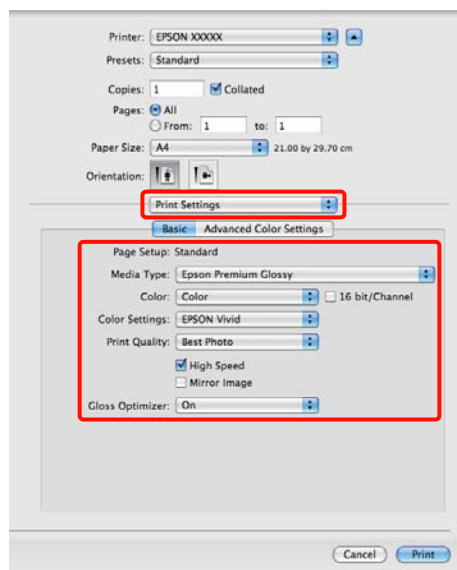 Printer: EPSON XXXXX
Presets: Standard
Copies: 1 Collated
Pages: All
From: 1 to: 1
Paper Size: A4 21.00 by 29.70 cm
Orientation:
Print Settings
Basic Advanced Color Settings
Page Setup: Standard
Media Type: Epson Premium Glossy
Color: Color 16 bit/Channel
Color Settings: EPSON Vivid
Print Quality: Best Photo
High Speed
Mirror Image
Gloss Optimizer: On
Cancel Print